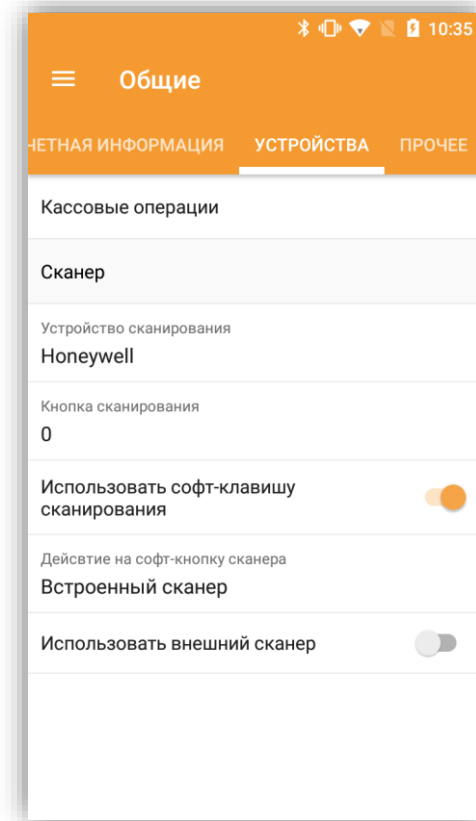 10:35
Общие
ЧЕТНАЯ ИНФОРМАЦИЯ УСТРОЙСТВА ПРОЧЕЕ
Кассовые операции
Сканер
Устройство сканирования
Honeywell
Кнопка сканирования
0
Использовать софт-клавишу
сканирования
Дейсвтие на софт-кнопку сканера
Встроенный сканер
Использовать внешний сканер